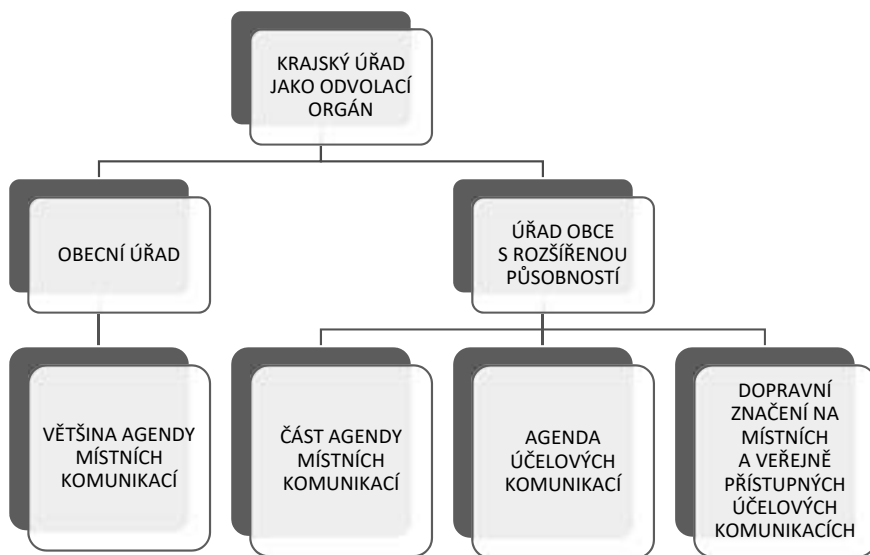 KRAJSKÝ ÚŘAD
JAKO ODVOLACÍ
ORGÁN
OBECNÍ ÚŘAD
ÚŘAD OBCE
S ROZŠÍŘENOU
PŮSOBNOSTÍ
VĚTŠINA AGENDY
MÍSTNÍCH
KOMUNIKACÍ
ČÁST AGENDY
MÍSTNÍCH
KOMUNIKACÍ
AGENDA
ÚČELOVÝCH
KOMUNIKACÍ
DOPRAVNÍ
ZNAČENÍ NA
MÍSTNÍCH
A VEŘEJNĚ
PŘÍSTUPNÝCH
ÚČELOVÝCH
KOMUNIKACÍCH